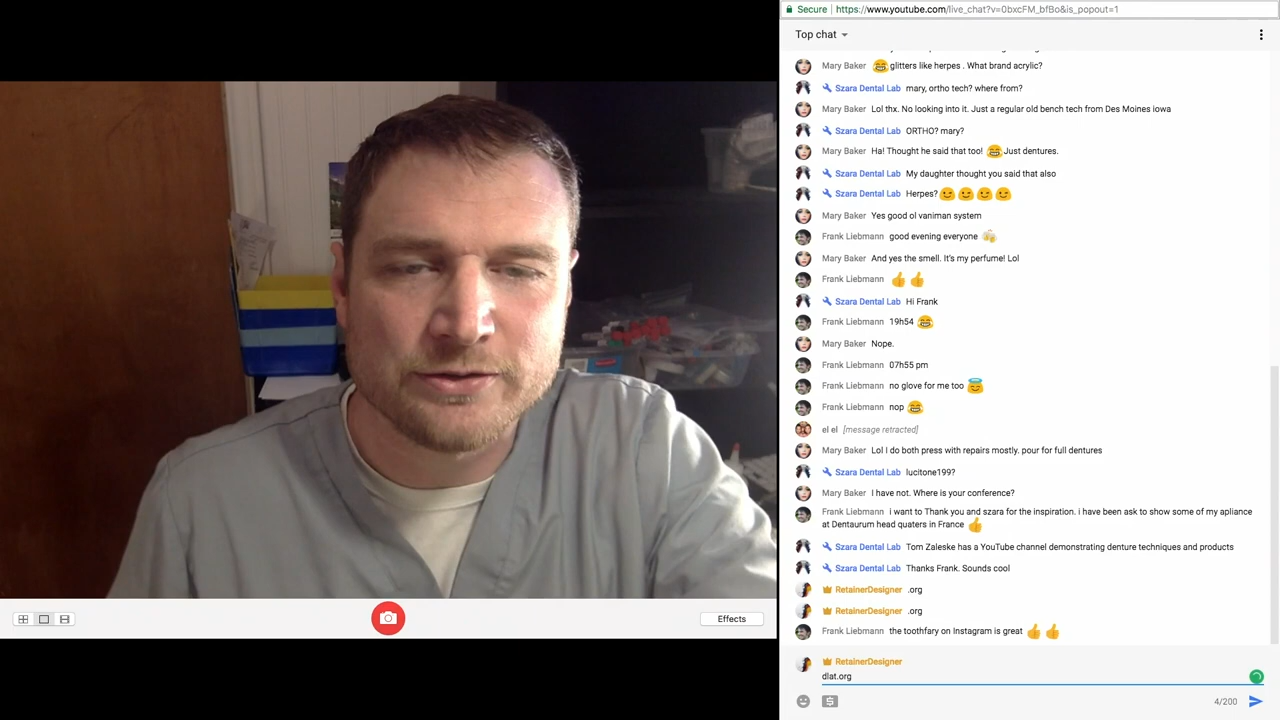 Secure https://www.youtube.com/live_chat?v=0bxcFM_bfBo&is_popout=1
Top chat
Mary Baker 😂glitters like herpes . What brand acrylic?
Szara Dental Lab mary, ortho tech? where from?
Mary Baker Lol thx. No looking into it. Just a regular old bench tech from Des Moines iowa
Szara Dental Lab ORTHO? mary?
Mary Baker Ha! Thought he said that too! 😂Just dentures.
Szara Dental Lab My daughter thought you said that also
Szara Dental Lab Herpes?😉😉😉😉
Mary Baker Yes good ol vaniman system
Frank Liebmann good evening everyone 🍻
Mary Baker And yes the smell. It's my perfume! Lol
Frank Liebmann 👍👍
Szara Dental Lab Hi Frank
Frank Liebmann 19h54 😂
Mary Baker Nope.
Frank Liebmann 07h55 pm
Frank Liebmann no glove for me too 😇
Frank Liebmann nop 😂
el el [message retracted]
Mary Baker Lol I do both press with repairs mostly. pour for full dentures
Szara Dental Lab lucitone199?
Mary Baker I have not. Where is your conference?
Frank Liebmann i want to Thank you and szara for the inspiration. i have been ask to show some of my apliance
at Dentaurum head quaters in France 👍
Szara Dental Lab Tom Zaleske has a YouTube channel demonstrating denture techniques and products
Szara Dental Lab Thanks Frank. Sounds cool
RetainerDesigner .org
RetainerDesigner .org
Frank Liebmann the toothfary on Instagram is great 👍👍
RetainerDesigner
dlat.org
4/200
Effects